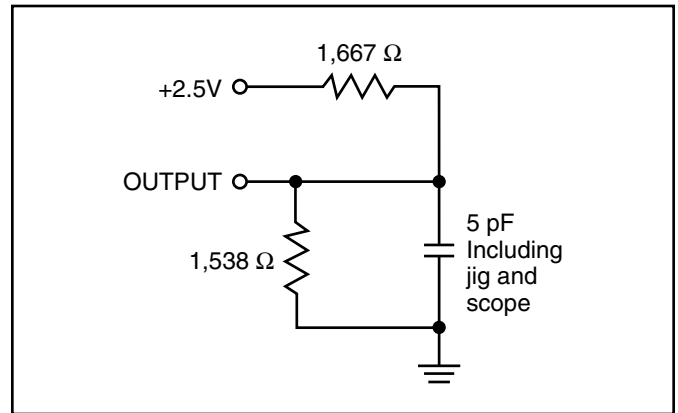 1,667 Ω
+2.5V
OUTPUT
1,538 Ω
5 pF
Including
jig and
scope